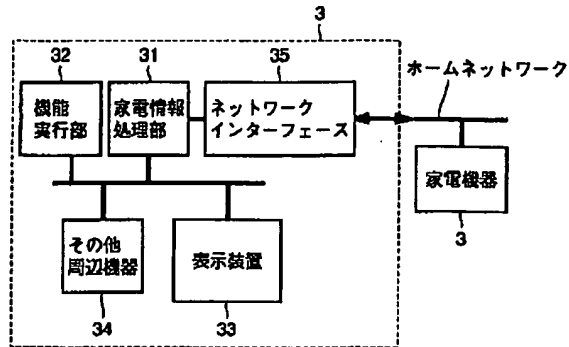 3
32
31
35
機能
実行部
家電情報
処理部
ネットワーク
インターフェーズ
ホームネットワーク
家電機器
3
その他
周辺機器
表示装置
34
33